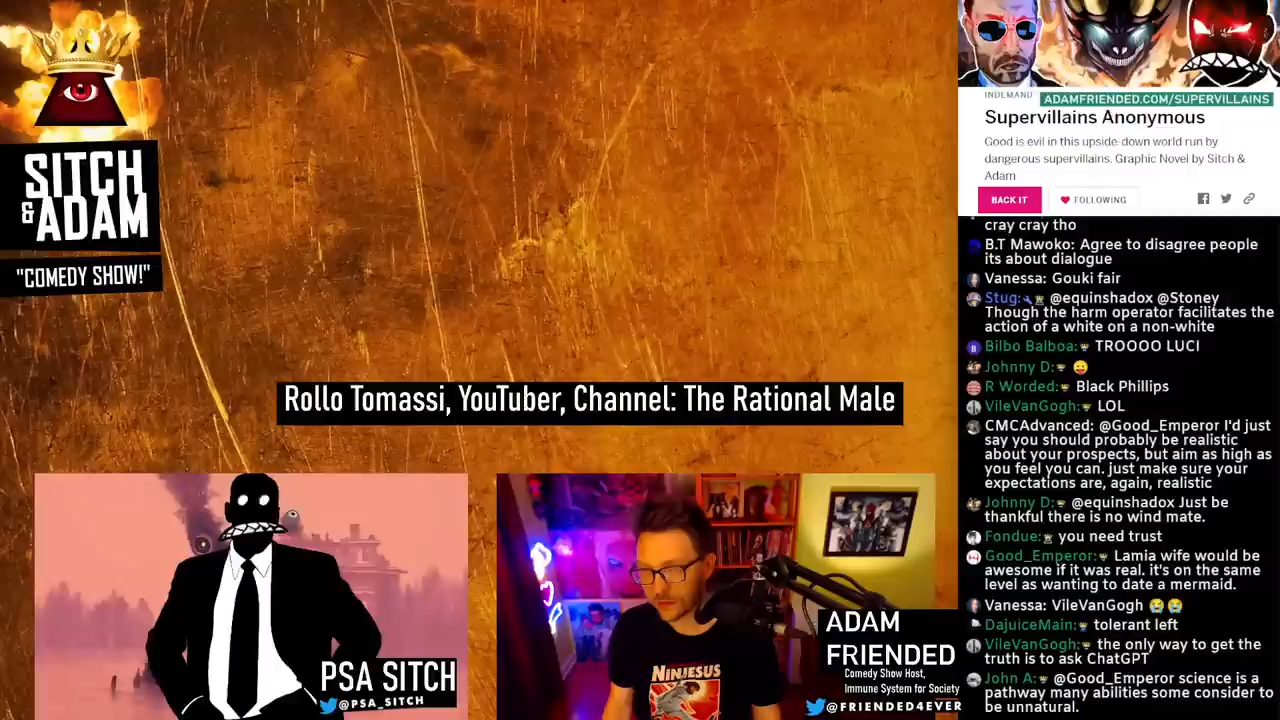 SITCH
& ADAM
"COMEDY SHOW!"
Rollo Tomassi, YouTuber, Channel: The Rational Male
PSA SITCH
@PSA_SITCH
NINJESUS
ADAM
FRIENDED
Comedy Show Host,
Immune System for Society
@FRIENDED4EVER
INDEMAND
ADAMFRIENDED.COM/SUPERVILLAINS
Supervillains Anonymous
Good is evil in this upside-down world run by
dangerous supervillains. Graphic Novel by Sitch &
Adam
BACK IT
FOLLOWING
cray cray tho
B.T Mawoko: Agree to disagree people
its about dialogue
Vanessa: Gouki fair
Stug: @equinshadox @Stoney
Though the harm operator facilitates the
action of a white on a non-white
Bilbo Balboa: TROOOO LUCI
Johnny D:
R Worded: Black Phillips
VileVanGogh: LOL
CMCAdvanced: @Good_Emperor I'd just
say you should probably be realistic
about your prospects, but aim as high as
you feel you can. just make sure your
expectations are, again, realistic
Johnny D: @equinshadox Just be
thankful there is no wind mate.
Fondue: you need trust
Good_Emperor: Lamia wife would be
awesome if it was real. it's on the same
level as wanting to date a mermaid.
Vanessa: VileVanGogh 😭 😭
DajuiceMain: tolerant left
VileVanGogh: the only way to get the
truth is to ask ChatGPT
John A: @Good_Emperor science is a
pathway many abilities some consider to
be unnatural.